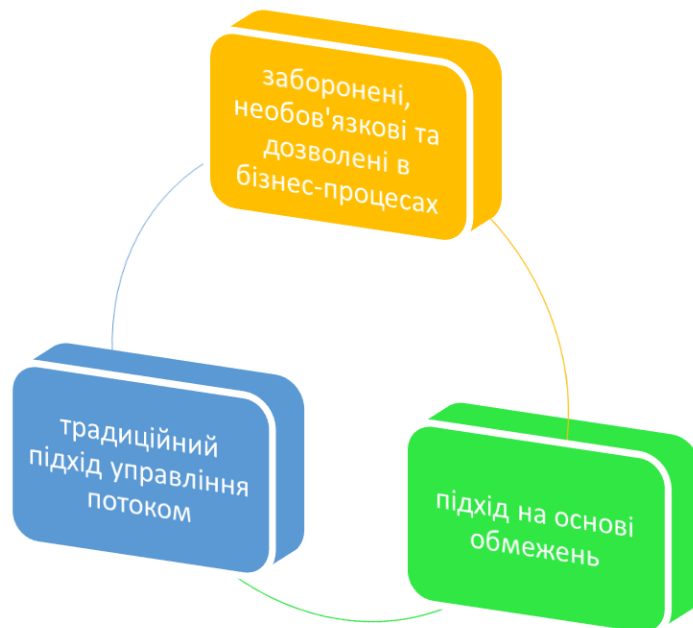 заборонені,
необов'язкові та
дозволені в
бізнес-процесах
традиційний
підхід управління
потоком
підхід на основі
обмежень